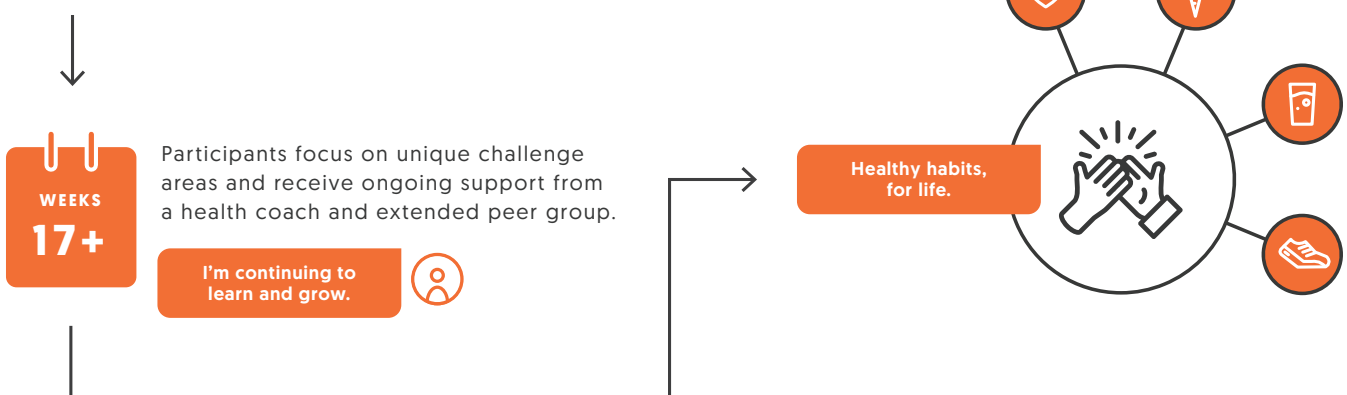 WEEKS
17+
Participants focus on unique challenge
areas and receive ongoing support from
a health coach and extended peer group.
I’m continuing to
learn and grow.
Healthy habits,
for life.